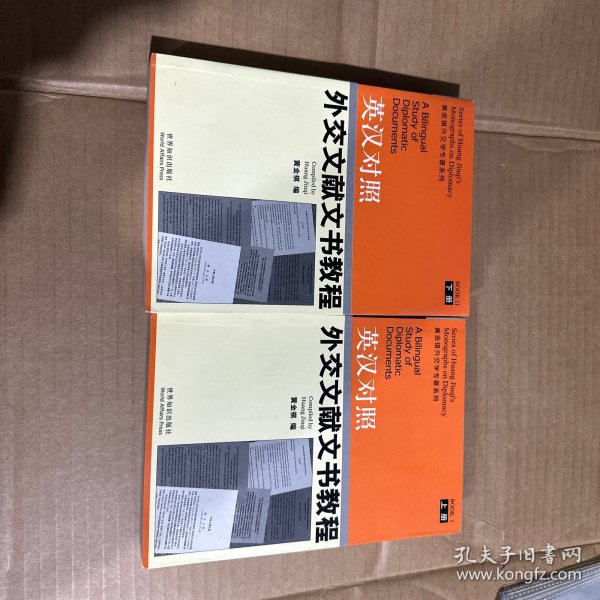 Series of Huang Jinqi's
Monographs on Diplomacy
黄金祺外交学专著系列
BOOK II
下册
A Bilingual
Study of
Diplomatic
Documents
英汉对照
外交文献文书教程
Compiled by
Huang Jinqi
黄金祺 编
世界知识出版社
World Affairs Press
Series of Huang Jinqi's
Monographs on Diplomacy
黄金祺外交学专著系列
BOOK I
上册
A Bilingual
Study of
Diplomatic
Documents
英汉对照
外交文献文书教程
Compiled by
Huang Jinqi
黄金祺 编
世界知识出版社
World Affairs Press
孔夫子旧书网
www.kongfz.com